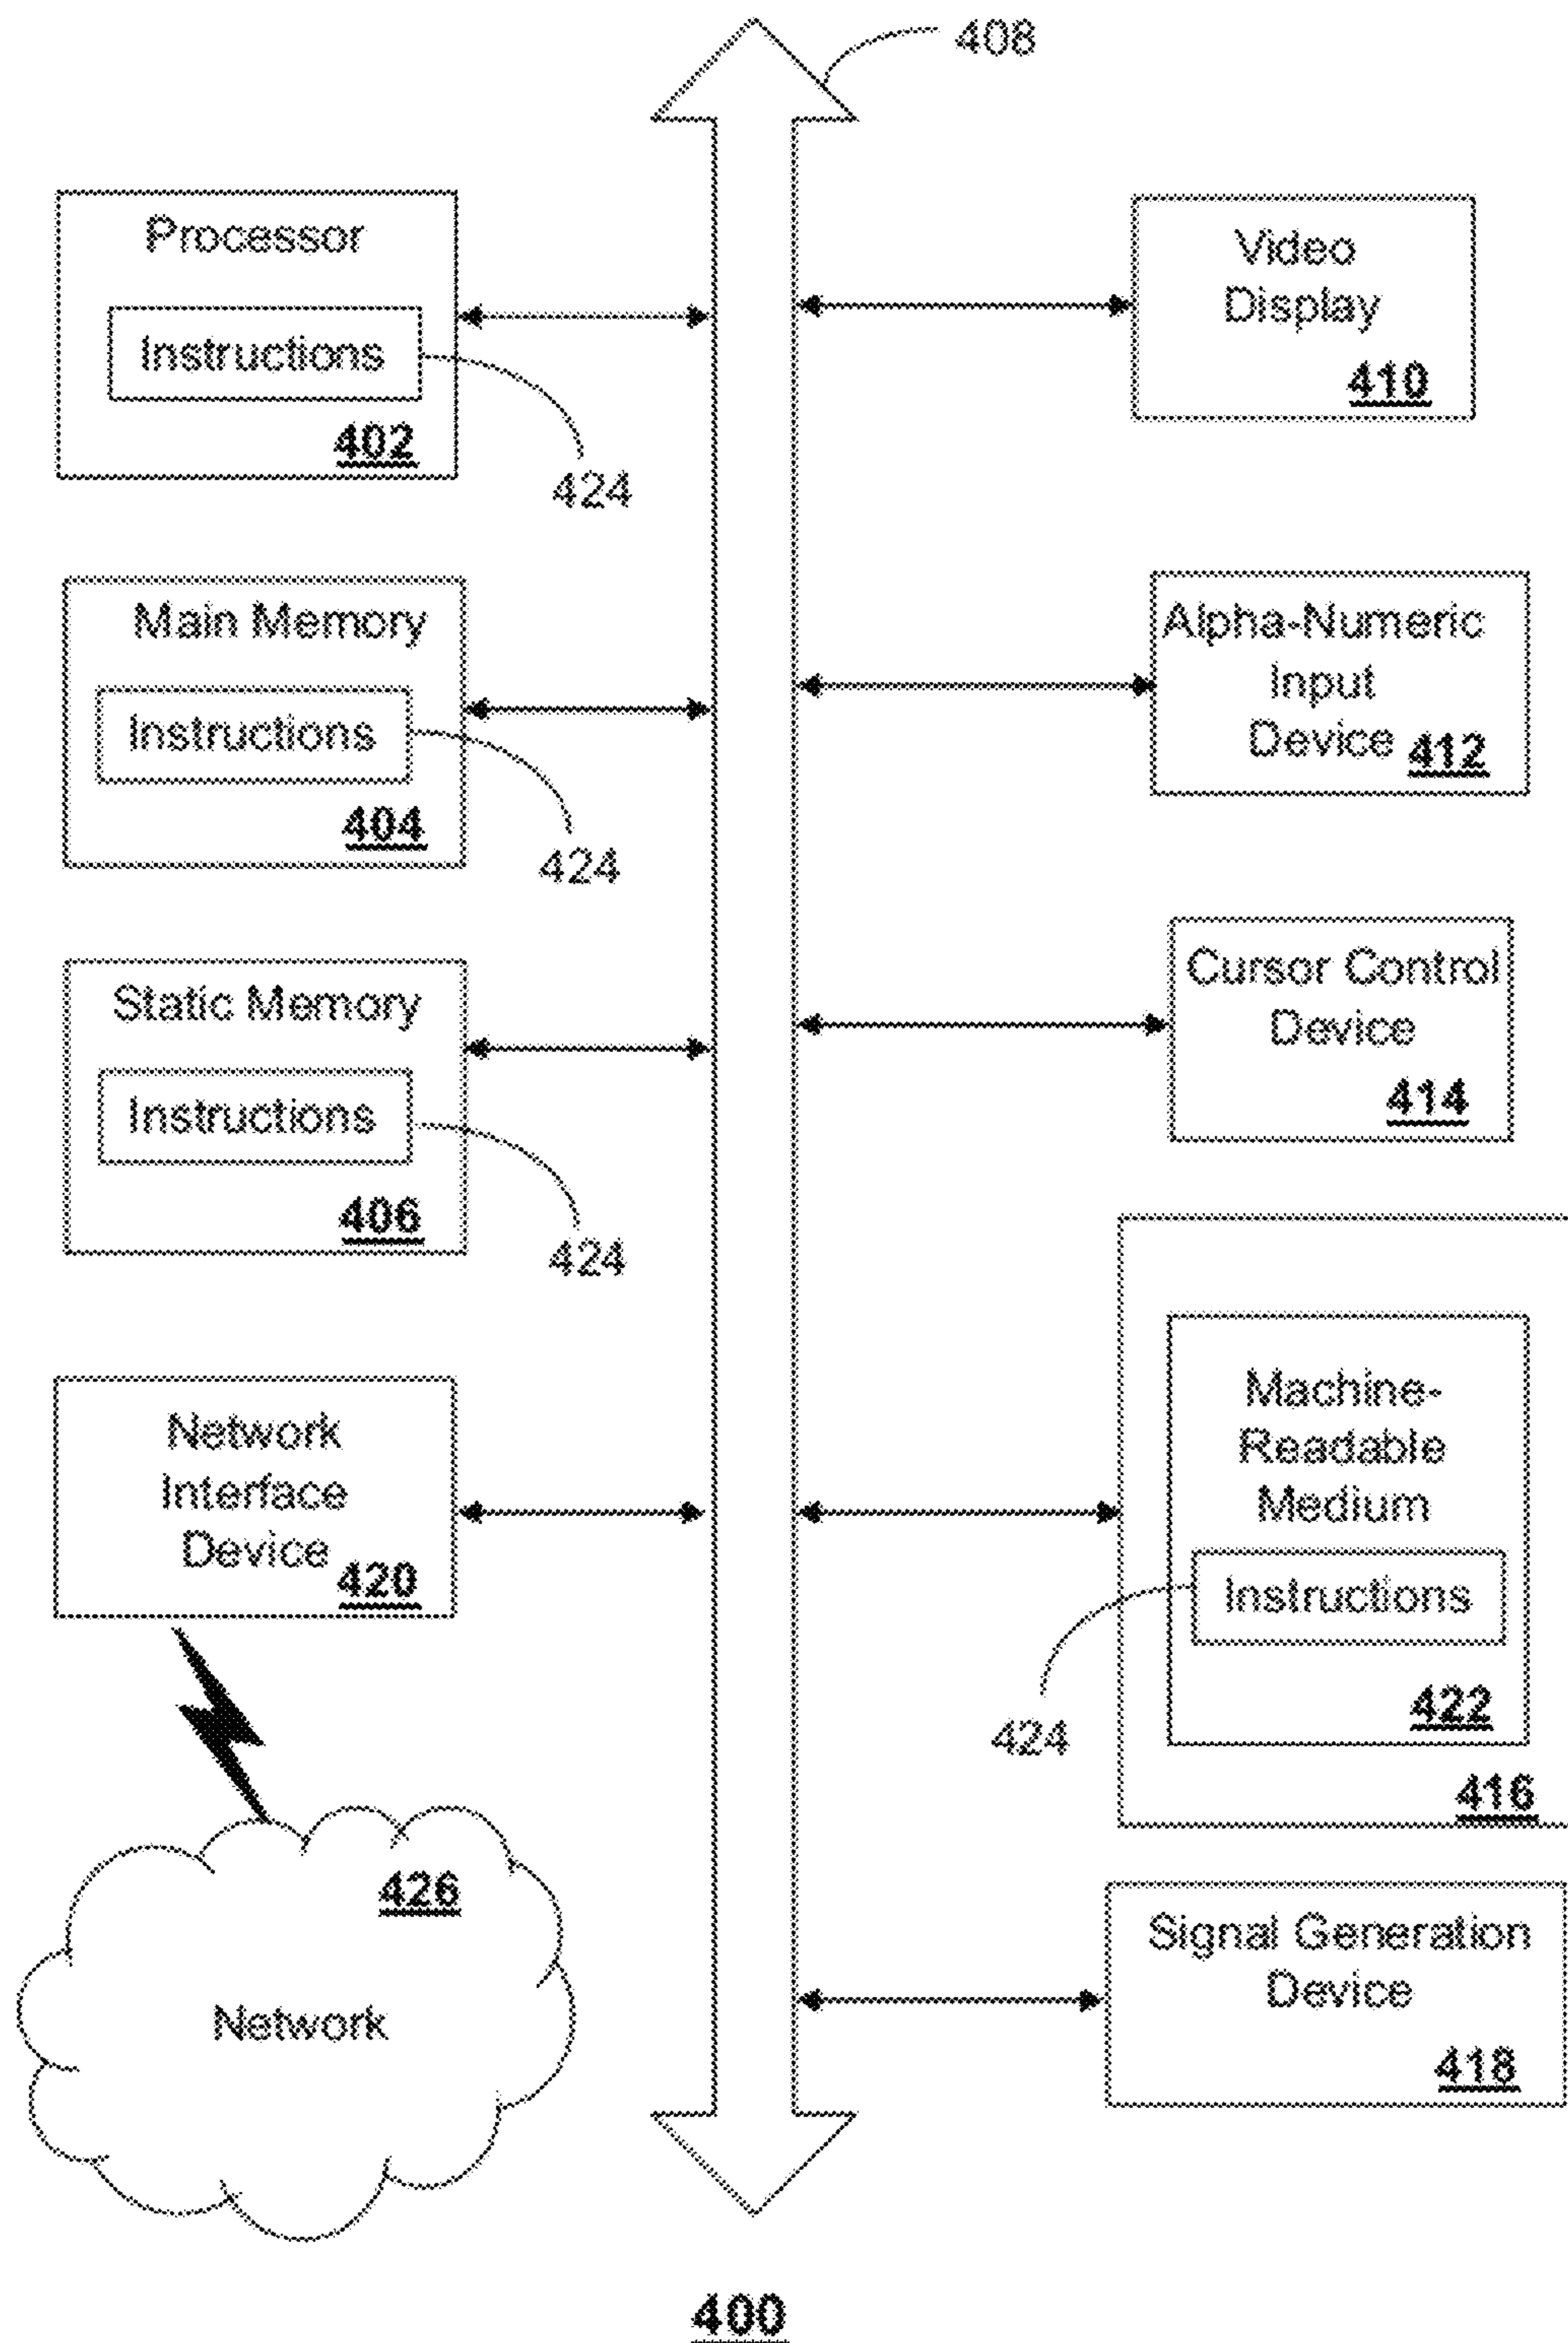 408
Processor
Instructions
402
424
Main Memory
Instructions
404
424
Static Memory
Instructions
406
424
Network
Interface
Device
420
426
Network
Video
Display
410
Alpha-Numeric
Input
Device
412
Cursor Control
Device
414
Machine-
Readable
Medium
Instructions
424
422
416
Signal Generation
Device
418
400